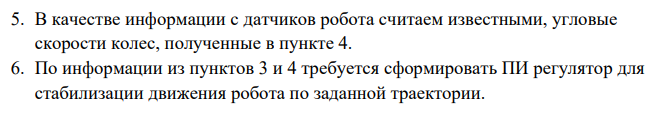 5. В качестве информации с датчиков робота считаем известными, угловые
скорости колес, полученные в пункте 4.
6. По информации из пунктов 3 и 4 требуется сформировать ПИ регулятор для
стабилизации движения робота по заданной траектории.